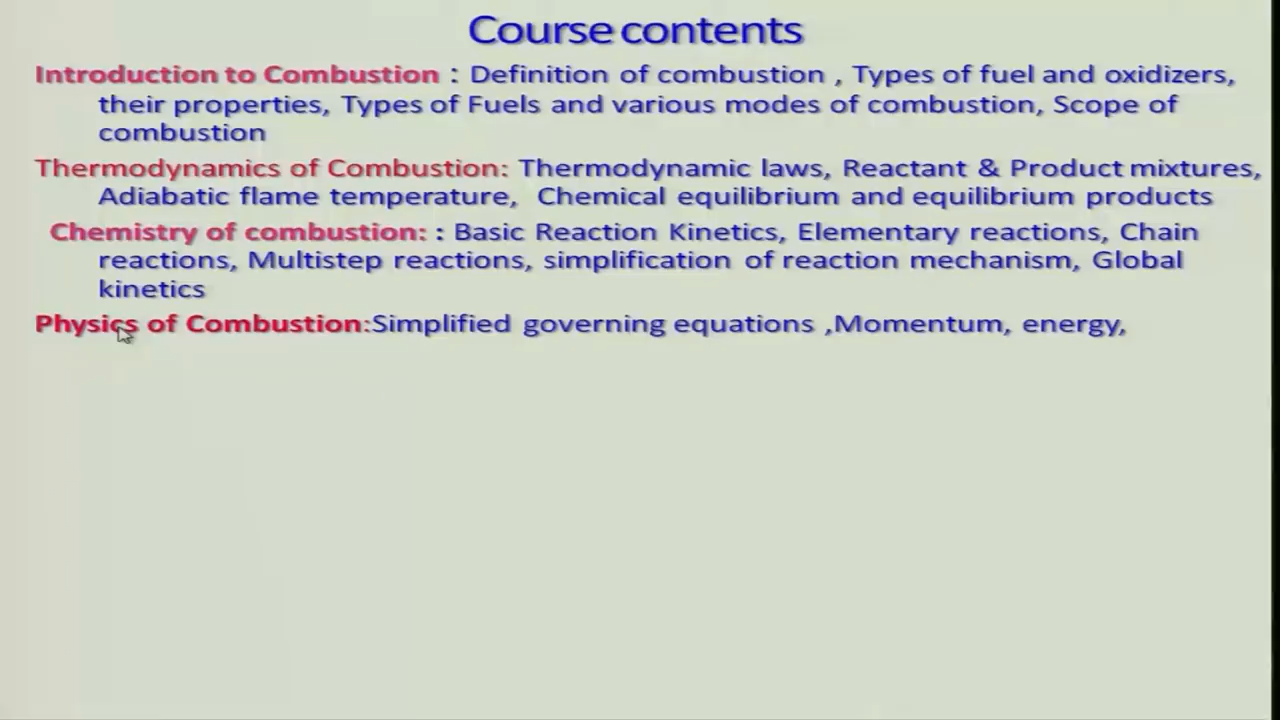 Course contents
Introduction to Combustion : Definition of combustion , Types of fuel and oxidizers,
their properties, Types of Fuels and various modes of combustion, Scope of
combustion
Thermodynamics of Combustion: Thermodynamic laws, Reactant & Product mixtures,
Adiabatic flame temperature, Chemical equilibrium and equilibrium products
Chemistry of combustion: : Basic Reaction Kinetics, Elementary reactions, Chain
reactions, Multistep reactions, simplification of reaction mechanism, Global
kinetics
Physics of Combustion:Simplified governing equations ,Momentum, energy,